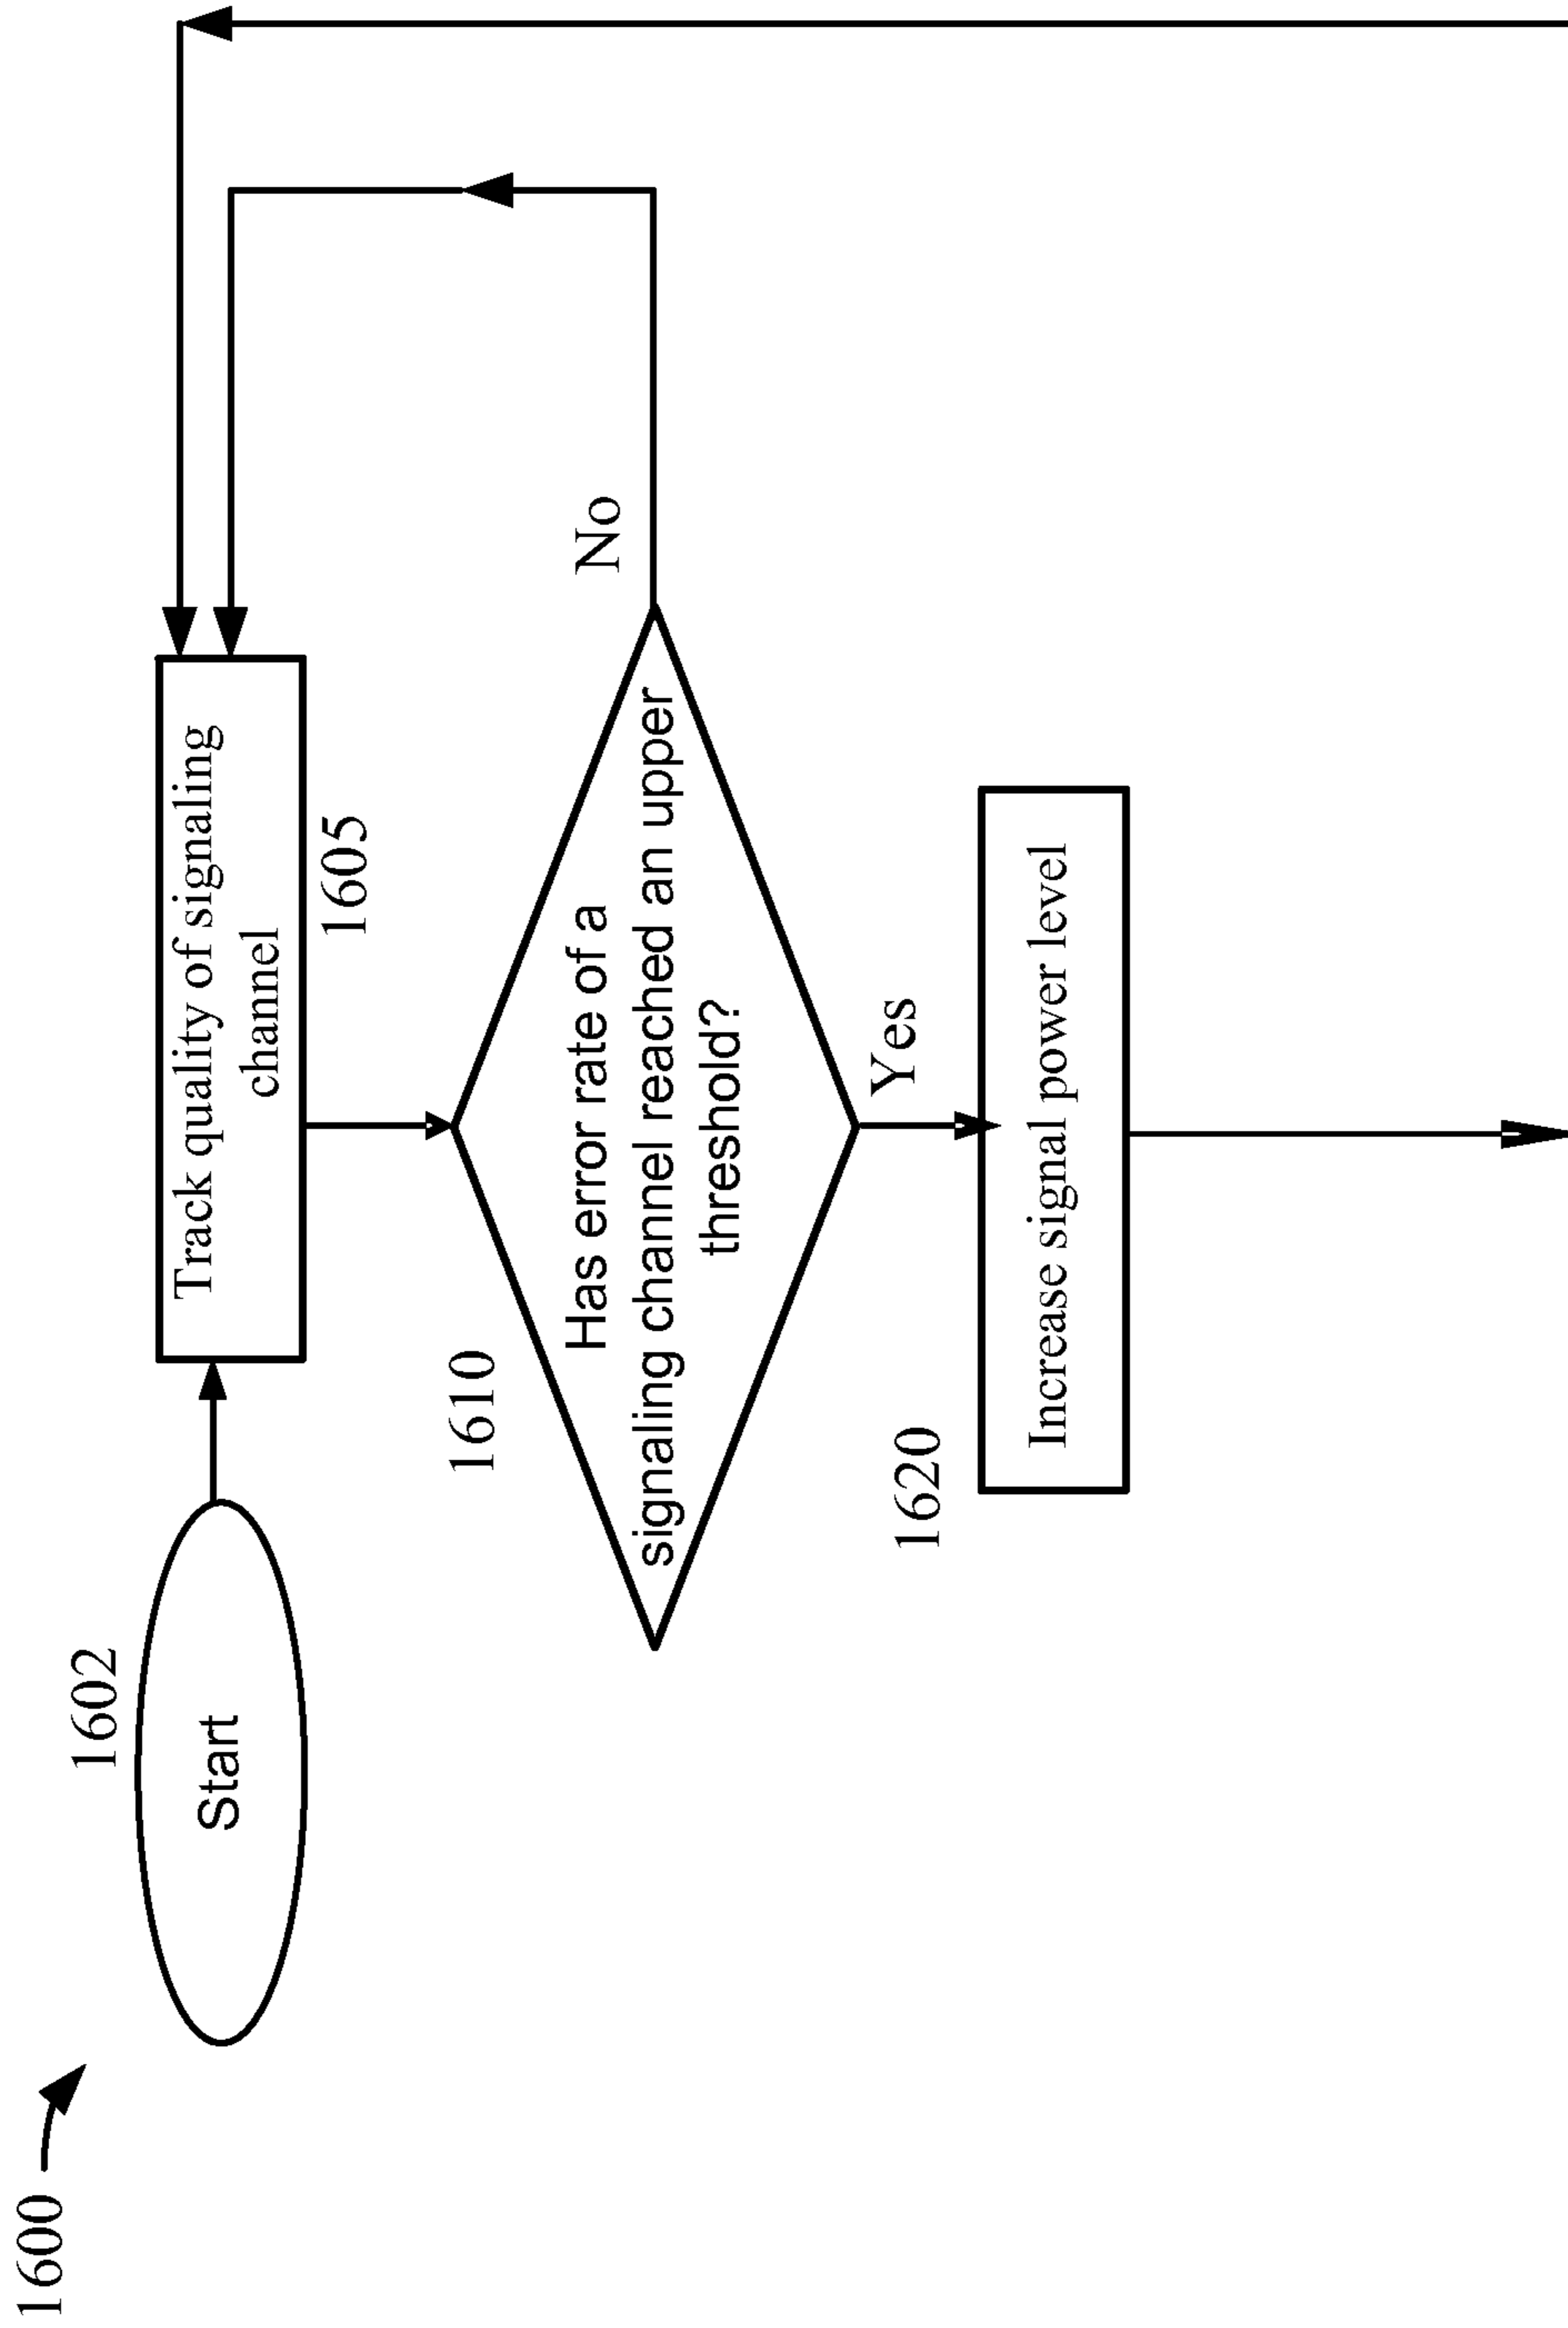 1600
1602
Start
Track quality of signaling
channel
1605
1610
Has error rate of a
signaling channel reached an upper
threshold?
No
Yes
1620
Increase signal power level